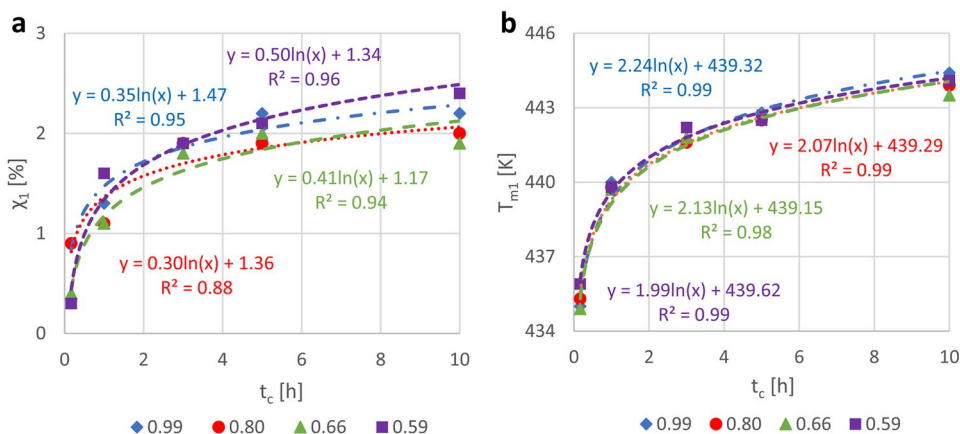 a
3
2
1
0
χ₁ [%]
y = 0.50ln(x) + 1.34
R² = 0.96
y = 0.35ln(x) + 1.47
R² = 0.95
y = 0.41ln(x) + 1.17
R² = 0.94
y = 0.30ln(x) + 1.36
R² = 0.88
0 2 4 6 8 10
t_c [h]
0.99 0.80 0.66 0.59
b
446
443
440
437
434
T_m1 [K]
y = 2.24ln(x) + 439.32
R² = 0.99
y = 2.07ln(x) + 439.29
R² = 0.99
y = 2.13ln(x) + 439.15
R² = 0.98
y = 1.99ln(x) + 439.62
R² = 0.99
0 2 4 6 8 10
t_c [h]
0.99 0.80 0.66 0.59